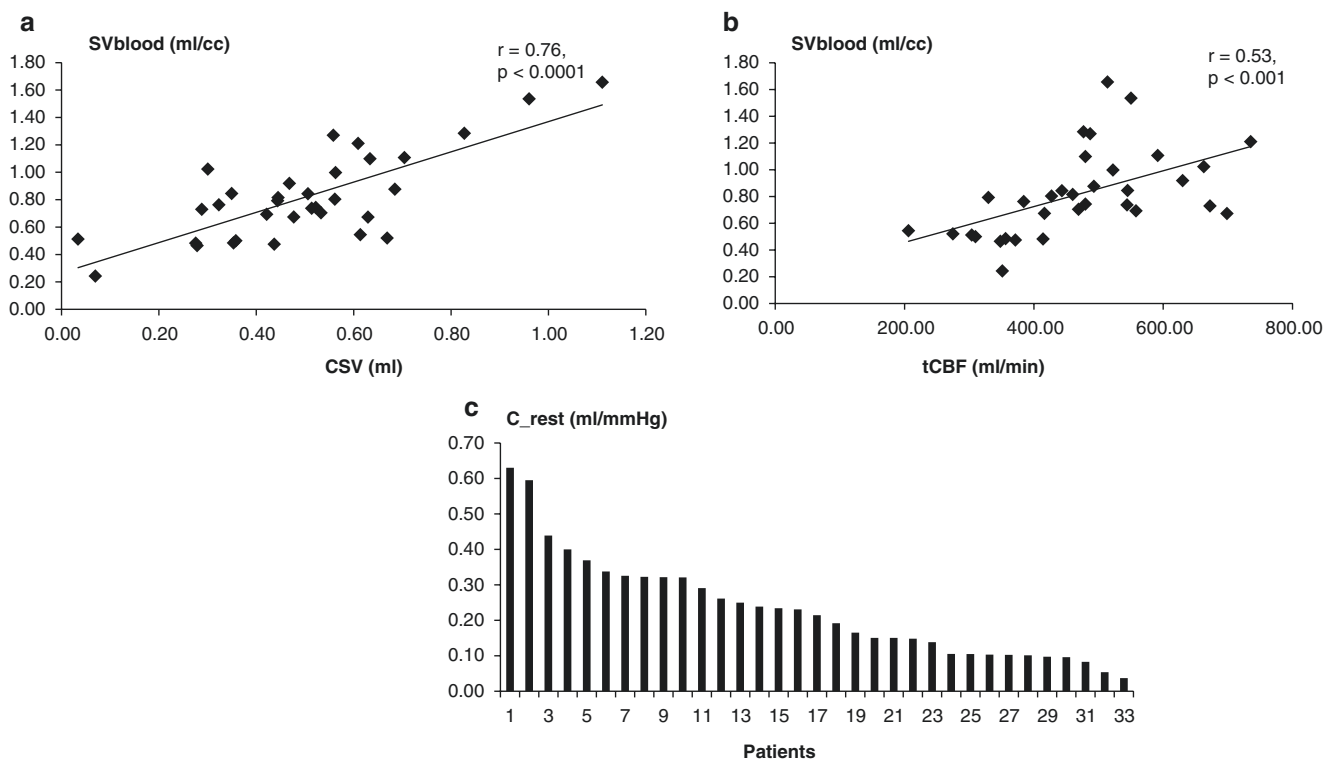 a
SVblood (ml/cc)
r = 0.76,
p < 0.0001
1.80
1.60
1.40
1.20
1.00
0.80
0.60
0.40
0.20
0.00
0.00 0.20 0.40 0.60 0.80 1.00 1.20
CSV (ml)
b
SVblood (ml/cc)
r = 0.53,
p < 0.001
1.80
1.60
1.40
1.20
1.00
0.80
0.60
0.40
0.20
0.00
0.00 200.00 400.00 600.00 800.00
tCBF (ml/min)
c
C_rest (ml/mmHg)
0.70
0.60
0.50
0.40
0.30
0.20
0.10
0.00
1 3 5 7 9 11 13 15 17 19 21 23 25 27 29 31 33
Patients